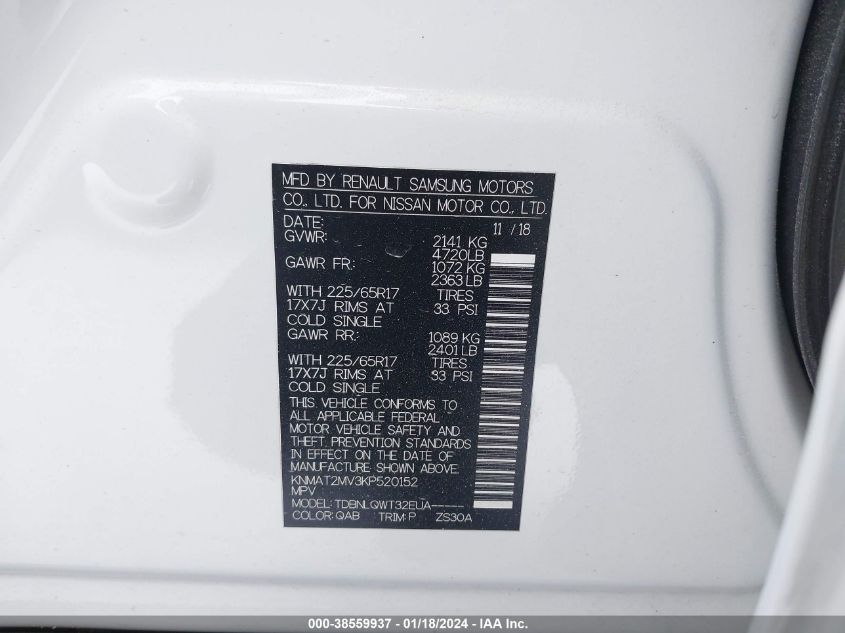 MFD BY RENAULT SAMSUNG MOTORS
CO., LTD. FOR NISSAN MOTOR CO., LTD.
DATE: 11 / 18
GVWR: 2141 KG
4720LB
GAWR FR: 1072 KG
2363LB
WITH 225/65R17 TIRES
17X7J RIMS AT 33 PSI
COLD SINGLE
GAWR RR: 1089 KG
2401LB
WITH 225/65R17 TIRES
17X7J RIMS AT 33 PSI
COLD SINGLE
THIS VEHICLE CONFORMS TO
ALL APPLICABLE FEDERAL
MOTOR VEHICLE SAFETY AND
THEFT PREVENTION STANDARDS
IN EFFECT ON THE DATE OF
MANUFACTURE SHOWN ABOVE.
KNMAT2MV3KP520152
MPV
MODEL: TDBNLQWT32EUA-----
COLOR: QAB TRIM: P ZS30A
000-38559937 - 01/18/2024 - IAA Inc.